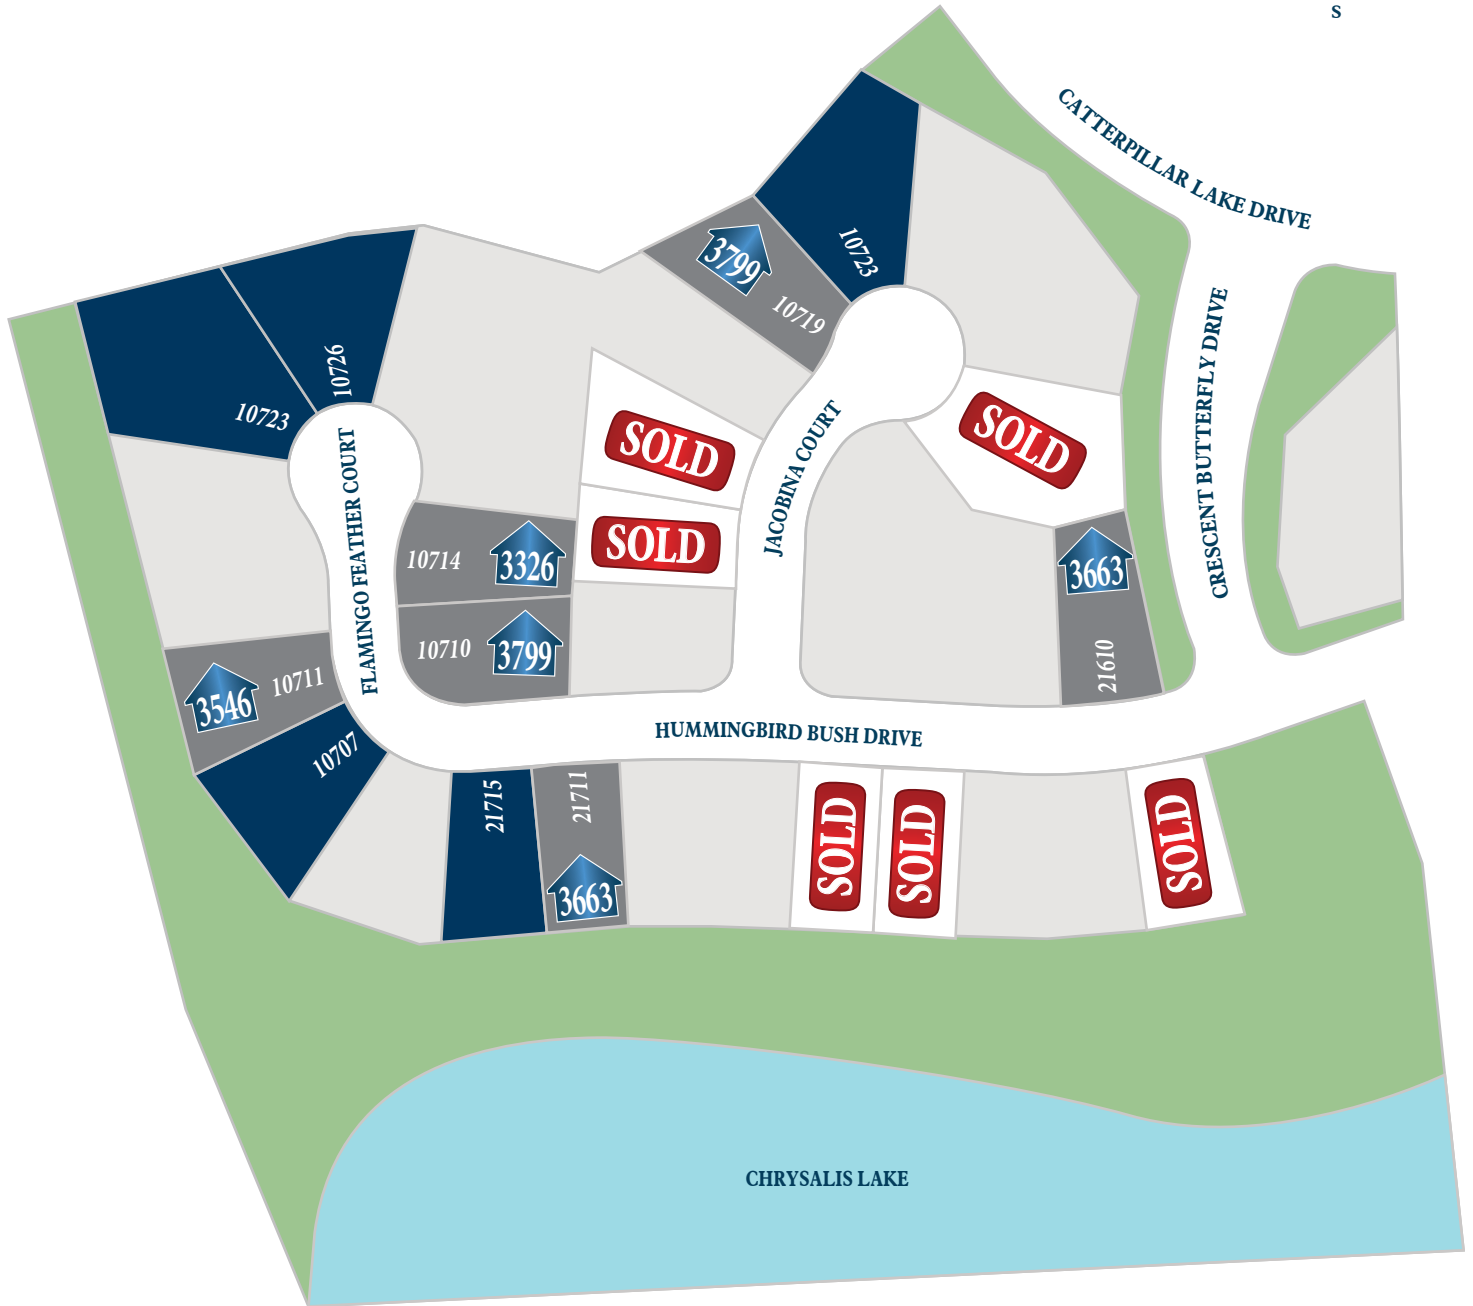 S
CATTERPILLAR LAKE DRIVE
10723
3799
10719
CRESCENT BUTTERFLY DRIVE
10726
10723
FLAMINGO FEATHER COURT
JACOBINA COURT
SOLD
SOLD
SOLD
10714
3326
10710
3799
3663
21610
3546
10711
10707
HUMMINGBIRD BUSH DRIVE
21715
21711
3663
SOLD
SOLD
SOLD
CHRYSALIS LAKE